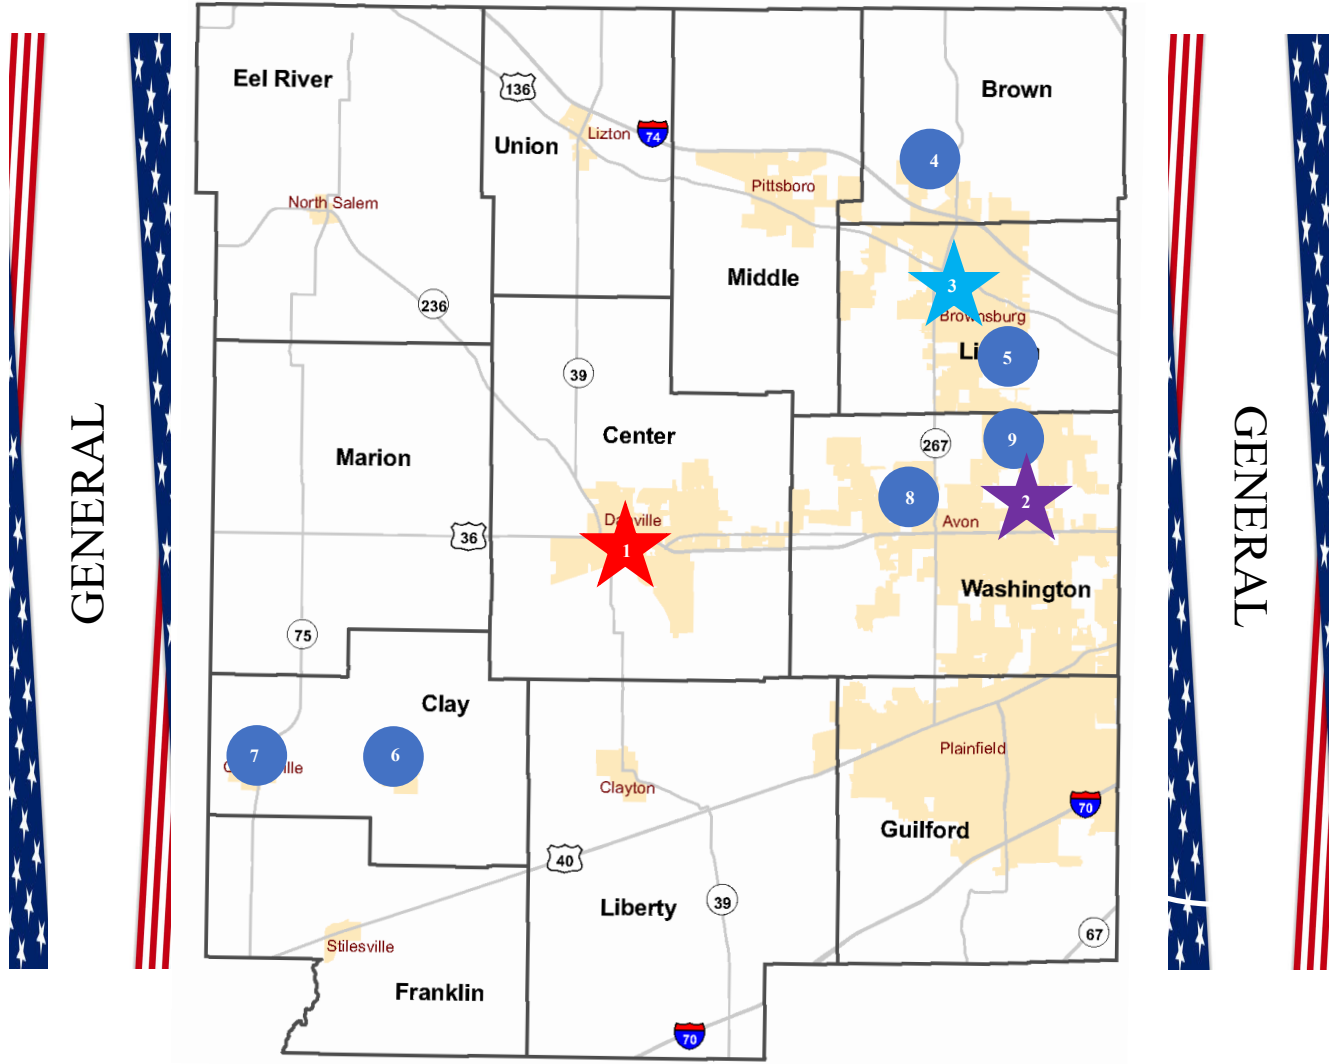 GENERAL
Eel River
136
Union
Lizton
74
Brown
4
Pittsboro
North Salem
Middle
236
3
Brownsburg
5
39
Center
Marion
267
9
8
2
Avon
36
1
Washington
75
Clay
7
6
Plainfield
Clayton
70
Guilford
40
Liberty
39
67
Stilesville
Franklin
70
GENERAL